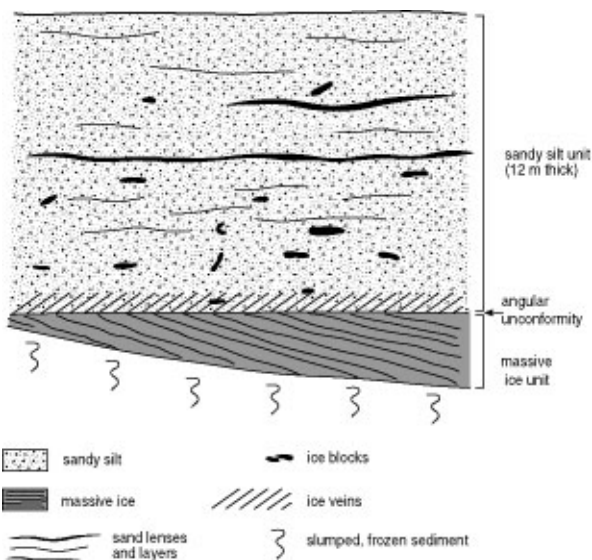 sandy silt unit
(12 m thick)
angular
unconformity
massive
ice unit
sandy silt
ice blocks
massive ice
ice veins
sand lenses
and layers
slumped, frozen sediment